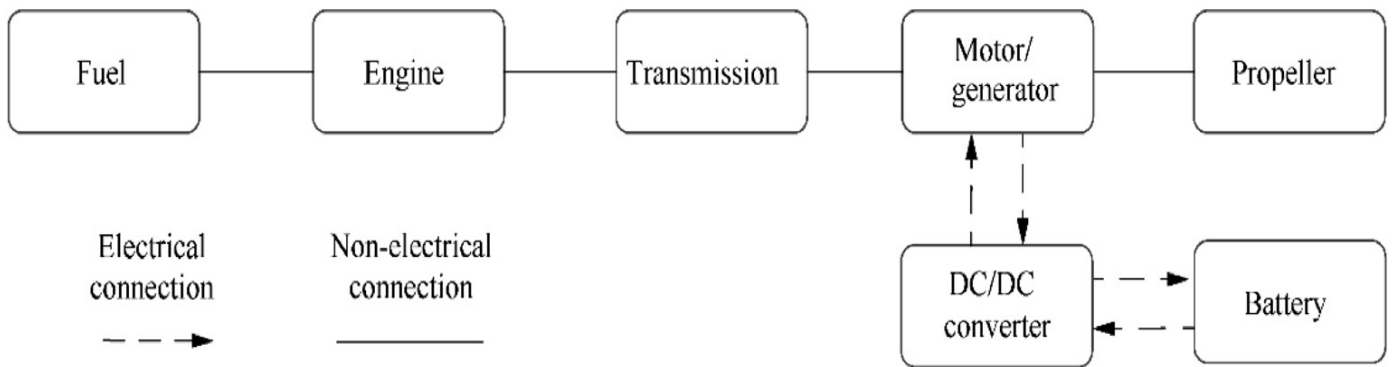 Fuel
Engine
Transmission
Motor/
generator
Propeller
Electrical
connection
Non-electrical
connection
DC/DC
converter
Battery